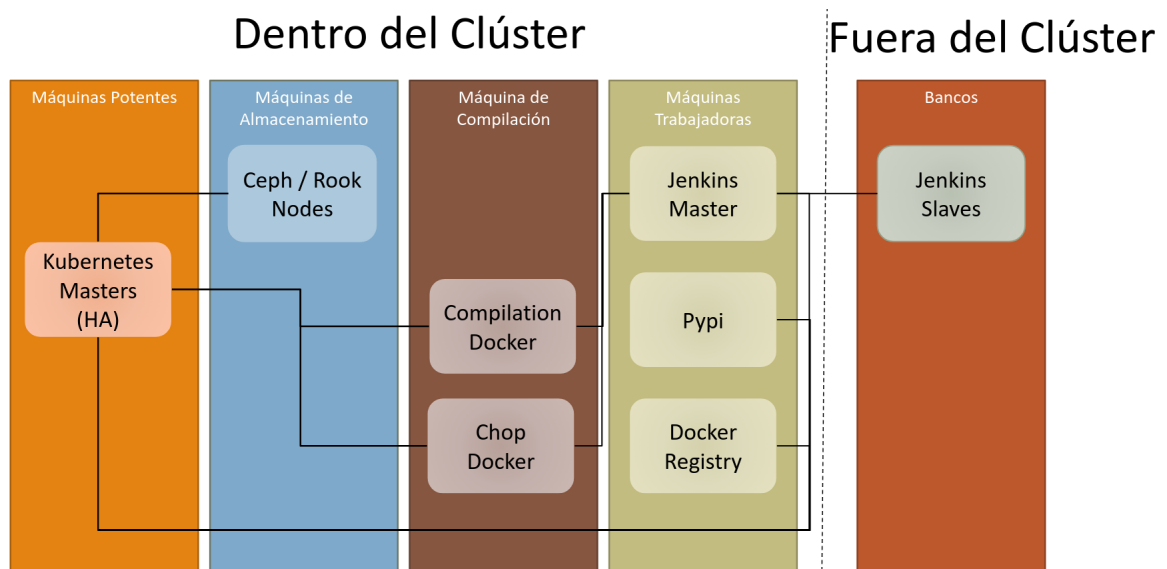 Dentro del Clúster
Fuera del Clúster
Máquinas Potentes
Kubernetes
Masters
(HA)
Máquinas de
Almacenamiento
Ceph / Rook
Nodes
Máquina de
Compilación
Compilation
Docker
Chop
Docker
Máquinas
Trabajadoras
Jenkins
Master
Pypi
Docker
Registry
Bancos
Jenkins
Slaves